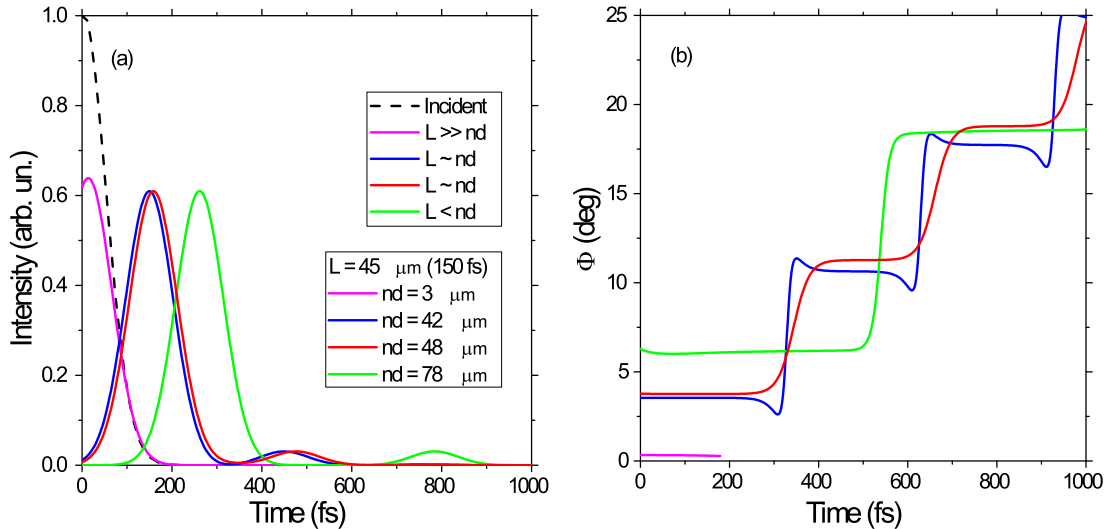 (a)
Intensity (arb. un.)
1.0
0.8
0.6
0.4
0.2
0.0
Incident
L >> nd
L ~ nd
L ~ nd
L < nd
L = 45 μm (150 fs)
nd = 3 μm
nd = 42 μm
nd = 48 μm
nd = 78 μm
0 200 400 600 800 1000
Time (fs)
(b)
Φ (deg)
25
20
15
10
5
0
0 200 400 600 800 1000
Time (fs)